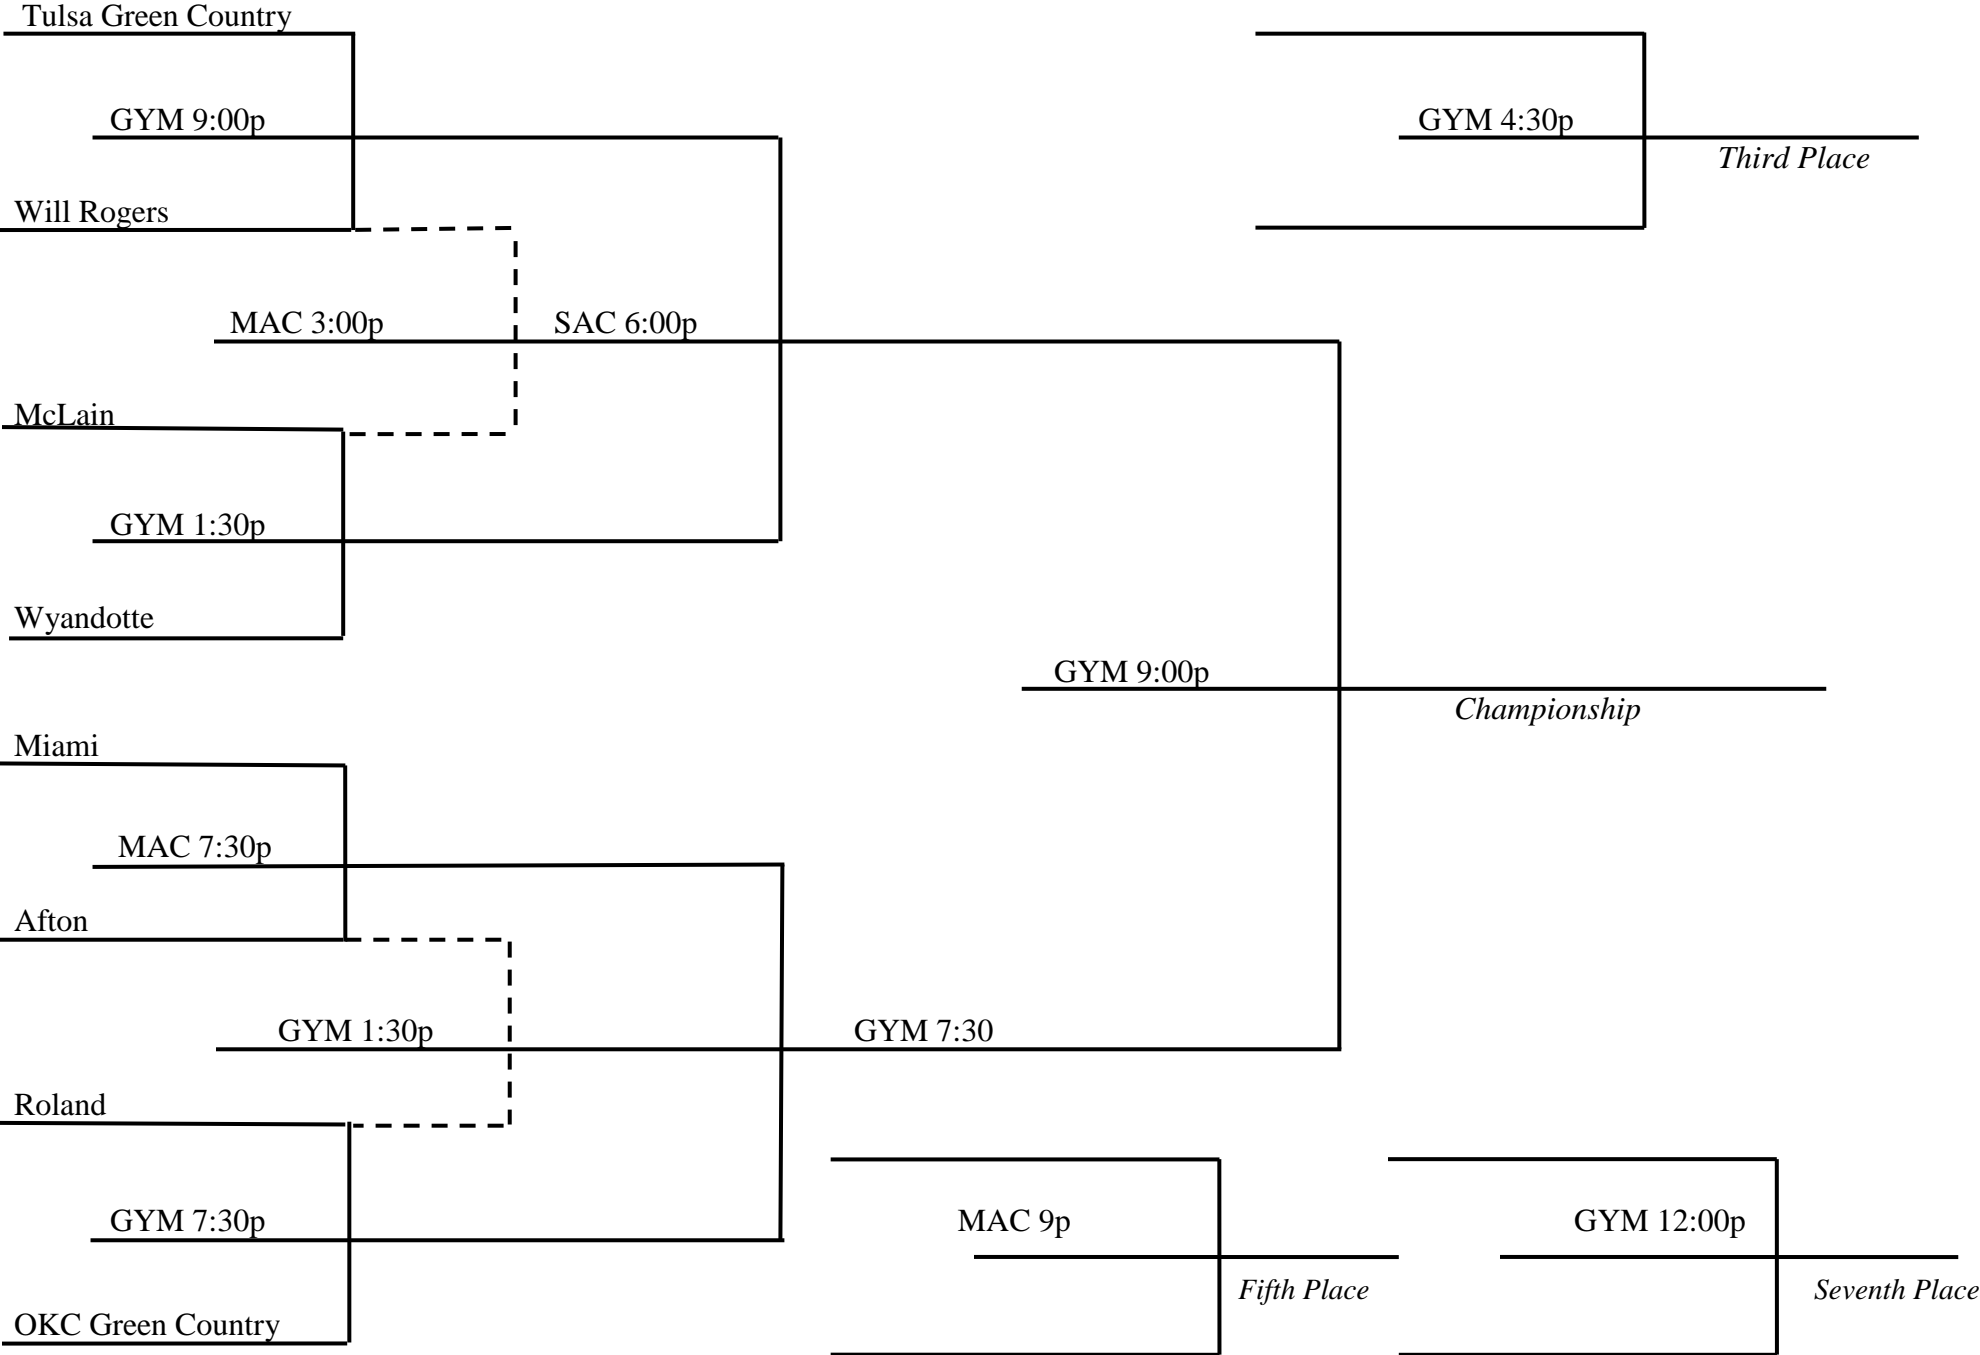 Tulsa Green Country
GYM 9:00p
GYM 4:30p
Third Place
Will Rogers
MAC 3:00p
SAC 6:00p
McLain
GYM 1:30p
Wyandotte
GYM 9:00p
Championship
Miami
MAC 7:30p
Afton
GYM 1:30p
GYM 7:30
Roland
GYM 7:30p
MAC 9p
GYM 12:00p
Fifth Place
Seventh Place
OKC Green Country